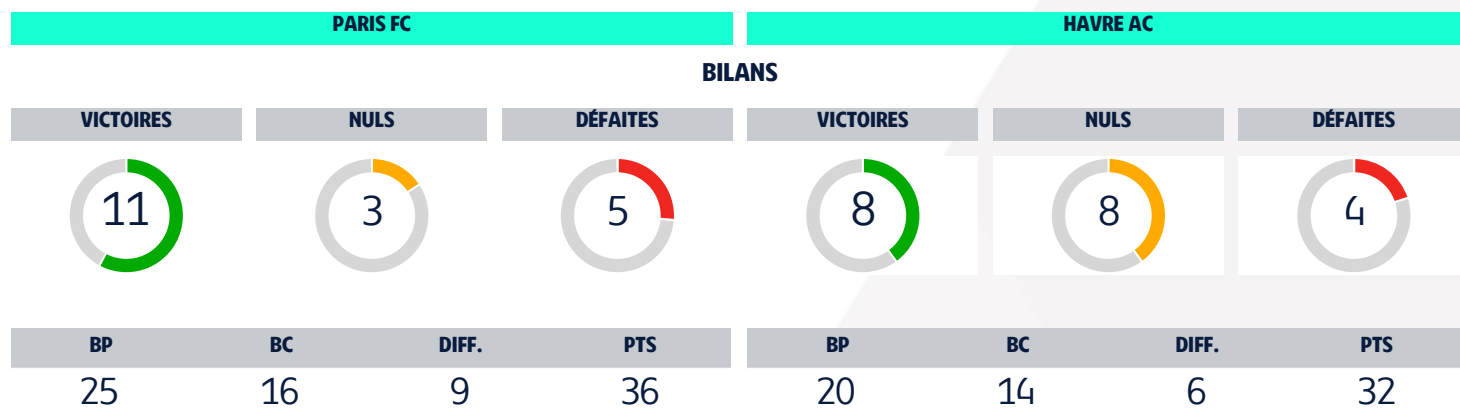 PARIS FC HAVRE AC
BILANS
VICTOIRES NULS DÉFAITES VICTOIRES NULS DÉFAITES
11 3 5 8 8 4
BP BC DIFF. PTS BP BC DIFF. PTS
25 16 9 36 20 14 6 32